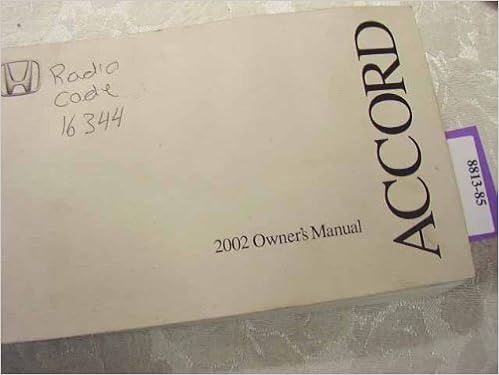 Radio
code
16344
2002 Owner's Manual
ACCORD
8813-85